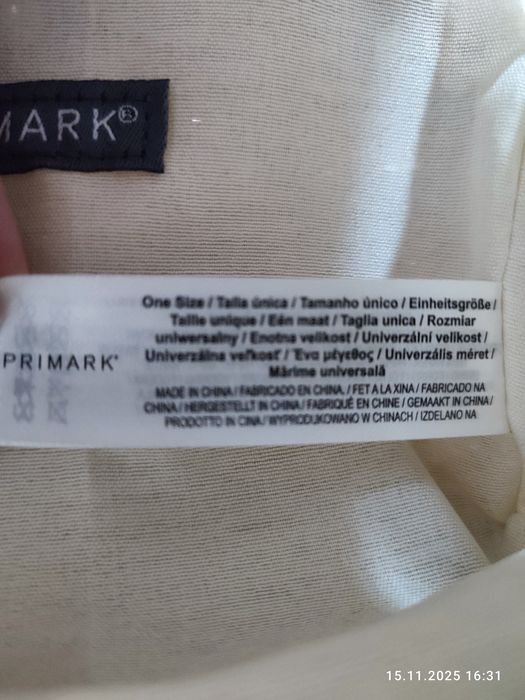 MARK®
PRIMARK®
One Size / Talla única / Tamanho único / Einheitsgröße /
Taille unique / Eén maat / Taglia unica / Rozmiar
uniwersalny / Enotna velikost / Univerzální velikost /
Univerzálna veľkosť / Ένα μέγεθος / Univerzális méret /
Mărime universală
MADE IN CHINA / FABRICADO EN CHINA. / FET A LA XINA / FABRICADO NA
CHINA / HERGESTELLT IN CHINA / FABRIQUÉ EN CHINE / GEMAAKT IN CHINA /
PRODOTTO IN CINA / WYPRODUKOWANO W CHINACH / IZDELANO NA
15.11.2025 16:31